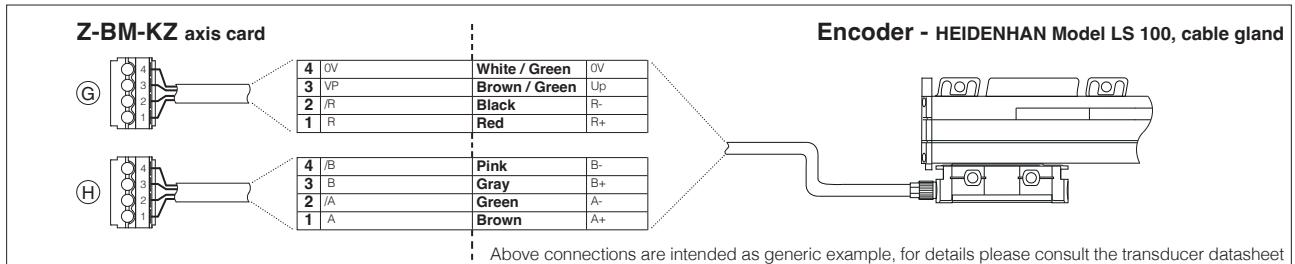 Z-BM-KZ axis card
Encoder - HEIDENHAN Model LS 100, cable gland
G
4
3
2
1
4 0V White / Green 0V
3 VP Brown / Green Up
2 /R Black R-
1 R Red R+
H
4
3
2
1
4 /B Pink B-
3 B Gray B+
2 /A Green A-
1 A Brown A+
Above connections are intended as generic example, for details please consult the transducer datasheet